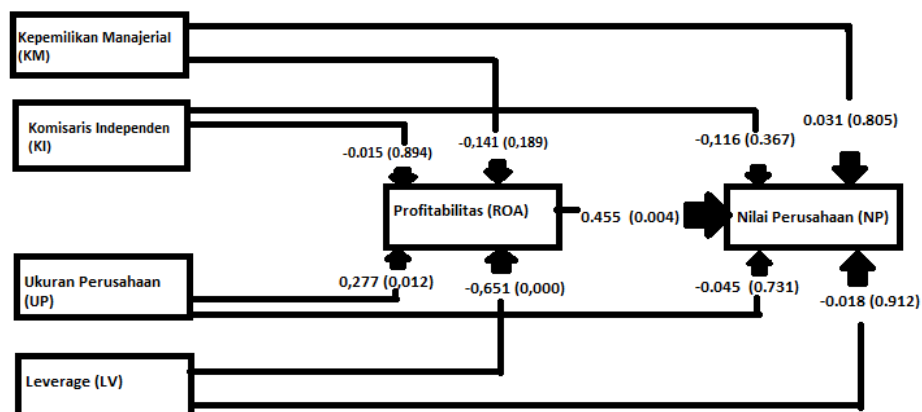 Kepemilikan Manajerial
(KM)
Komisaris Independen
(KI)
0.031 (0.805)
-0,141 (0,189)
-0,116 (0.367)
-0.015 (0.894)
Profitabilitas (ROA)
0.455 (0.004)
Nilai Perusahaan (NP)
Ukuran Perusahaan
(UP)
0,277 (0,012)
-0,651 (0,000)
-0.045 (0.731)
-0.018 (0.912)
Leverage (LV)